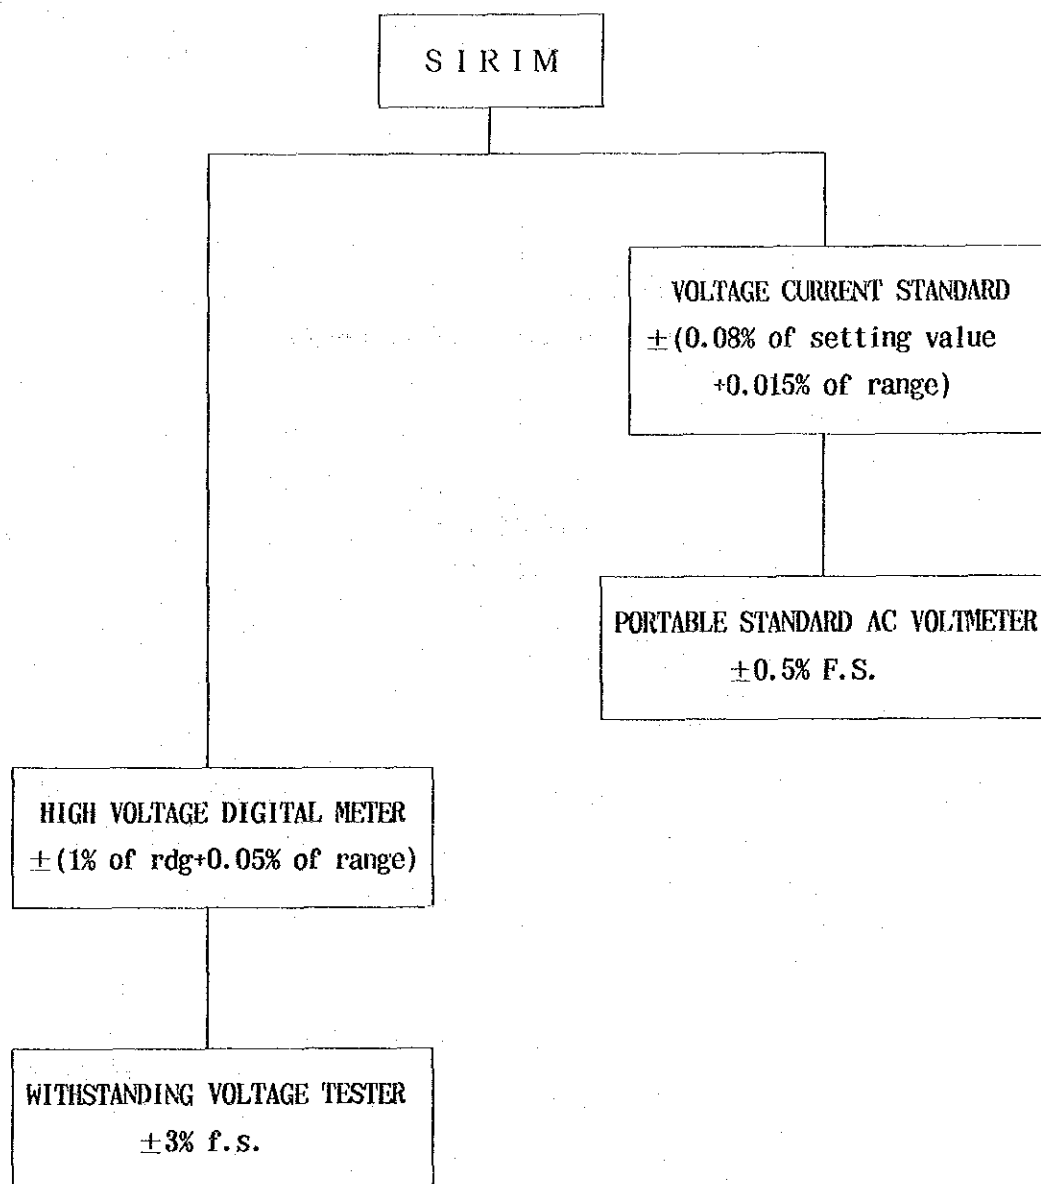 SIRIM
VOLTAGE CURRENT STANDARD
±(0.08% of setting value
+0.015% of range)
PORTABLE STANDARD AC VOLTMETER
±0.5% F.S.
HIGH VOLTAGE DIGITAL METER
±(1% of rdg+0.05% of range)
WITHSTANDING VOLTAGE TESTER
±3% f.s.